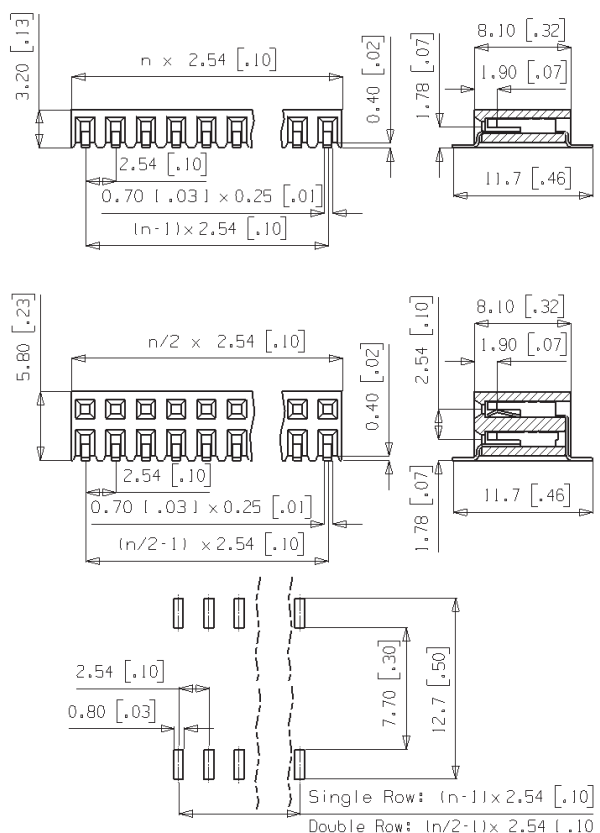 3.20 [.13]
n x 2.54 [.10]
0.40 [.02]
1.78 [.07]
8.10 [.32]
1.90 [.07]
2.54 [.10]
0.70 [.03] x 0.25 [.01]
(n-1) x 2.54 [.10]
11.7 [.46]
5.80 [.23]
n/2 x 2.54 [.10]
0.40 [.02]
2.54 [.10]
8.10 [.32]
1.90 [.07]
2.54 [.10]
0.70 [.03] x 0.25 [.01]
(n/2-1) x 2.54 [.10]
1.78 [.07]
11.7 [.46]
2.54 [.10]
0.80 [.03]
7.70 [.30]
12.7 [.50]
Single Row: (n-1) x 2.54 [.10]
Double Row: (n/2-1) x 2.54 [.10